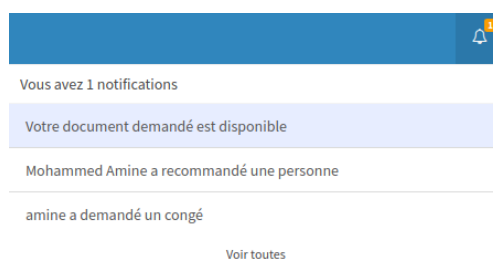 1
Vous avez 1 notifications
Votre document demandé est disponible
Mohammed Amine a recommandé une personne
amine a demandé un congé
Voir toutes